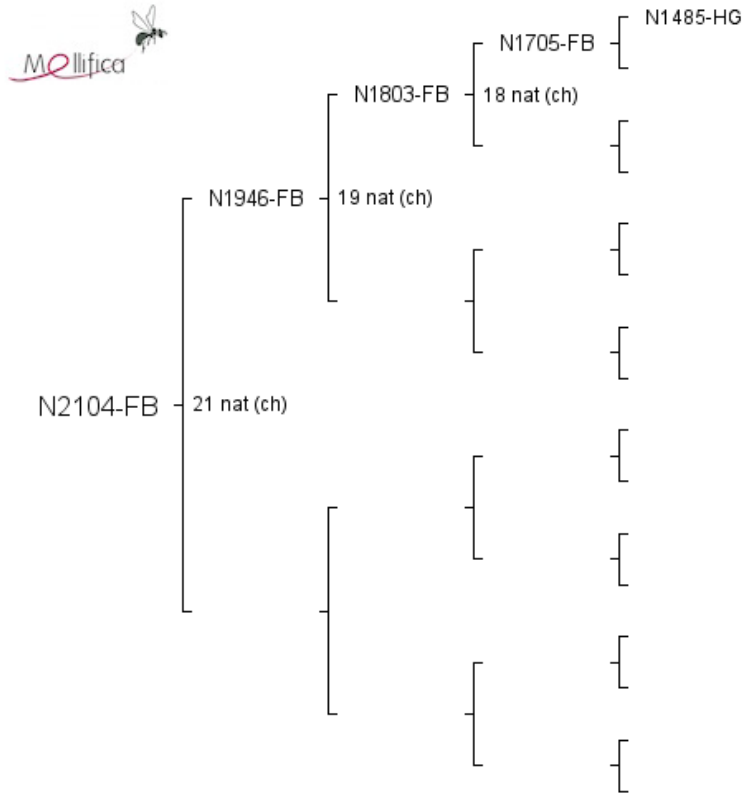 Mellifica
N1485-HG
N1705-FB
N1803-FB
18 nat (ch)
N1946-FB
19 nat (ch)
N2104-FB
21 nat (ch)